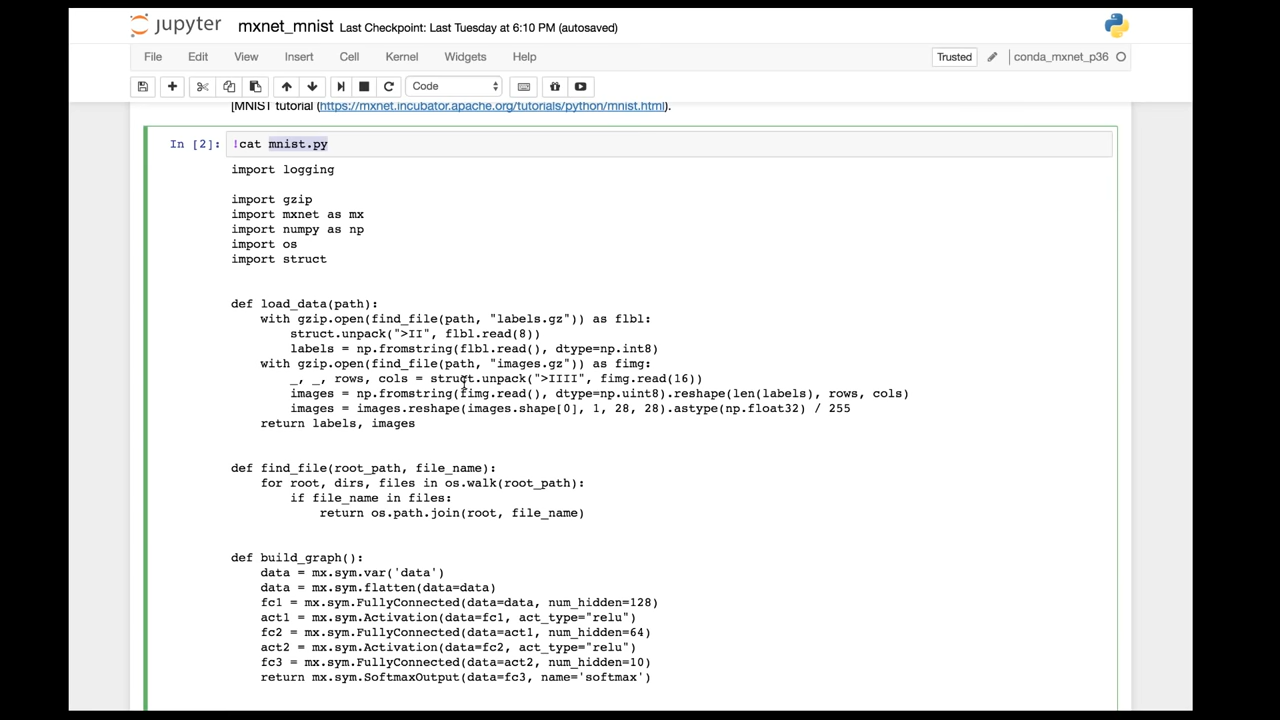 jupyter mxnet_mnist Last Checkpoint: Last Tuesday at 6:10 PM (autosaved)
File Edit View Insert Cell Kernel Widgets Help Trusted conda_mxnet_p36
Code
[MNIST tutorial (https://mxnet.incubator.apache.org/tutorials/python/mnist.html).
In [2]: !cat mnist.py
import logging
import gzip
import mxnet as mx
import numpy as np
import os
import struct
def load_data(path):
    with gzip.open(find_file(path, "labels.gz")) as flbl:
        struct.unpack(">II", flbl.read(8))
        labels = np.fromstring(flbl.read(), dtype=np.int8)
    with gzip.open(find_file(path, "images.gz")) as fimg:
        _, _, rows, cols = struct.unpack(">IIII", fimg.read(16))
        images = np.fromstring(fimg.read(), dtype=np.uint8).reshape(len(labels), rows, cols)
        images = images.reshape(images.shape[0], 1, 28, 28).astype(np.float32) / 255
    return labels, images
def find_file(root_path, file_name):
    for root, dirs, files in os.walk(root_path):
        if file_name in files:
            return os.path.join(root, file_name)
def build_graph():
    data = mx.sym.var('data')
    data = mx.sym.flatten(data=data)
    fc1 = mx.sym.FullyConnected(data=data, num_hidden=128)
    act1 = mx.sym.Activation(data=fc1, act_type="relu")
    fc2 = mx.sym.FullyConnected(data=act1, num_hidden=64)
    act2 = mx.sym.Activation(data=fc2, act_type="relu")
    fc3 = mx.sym.FullyConnected(data=act2, num_hidden=10)
    return mx.sym.SoftmaxOutput(data=fc3, name='softmax')